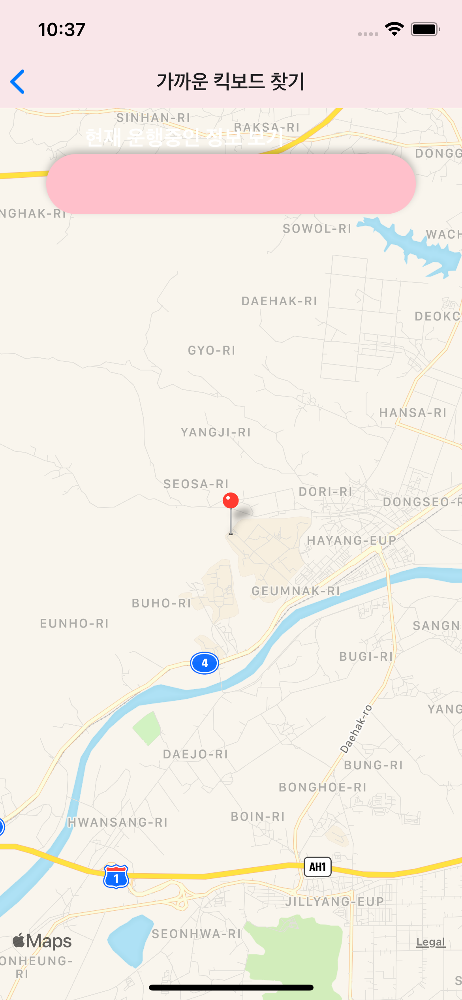 10:37
가까운 킥보드 찾기
SINHAN-RI
BAKSA-RI
현재 운행중인 정보 보기
DONGG
NGHAK-RI
SOWOL-RI
WACH
DAEHAK-RI
DEOKC
GYO-RI
HANSA-RI
YANGJI-RI
SEOSA-RI
DORI-RI
DONGSEO-R
HAYANG-EUP
GEUMNAK-RI
BUHO-RI
EUNHO-RI
SANGN
BUGI-RI
4
YANG
Daehak-ro
DAEJO-RI
BUNG-RI
BONGHOE-RI
BOIN-RI
HWANSANG-RI
AH1
1
JILLYANG-EUP
SEONHWA-RI
Maps
Legal
ONHEUNG-
RI
S